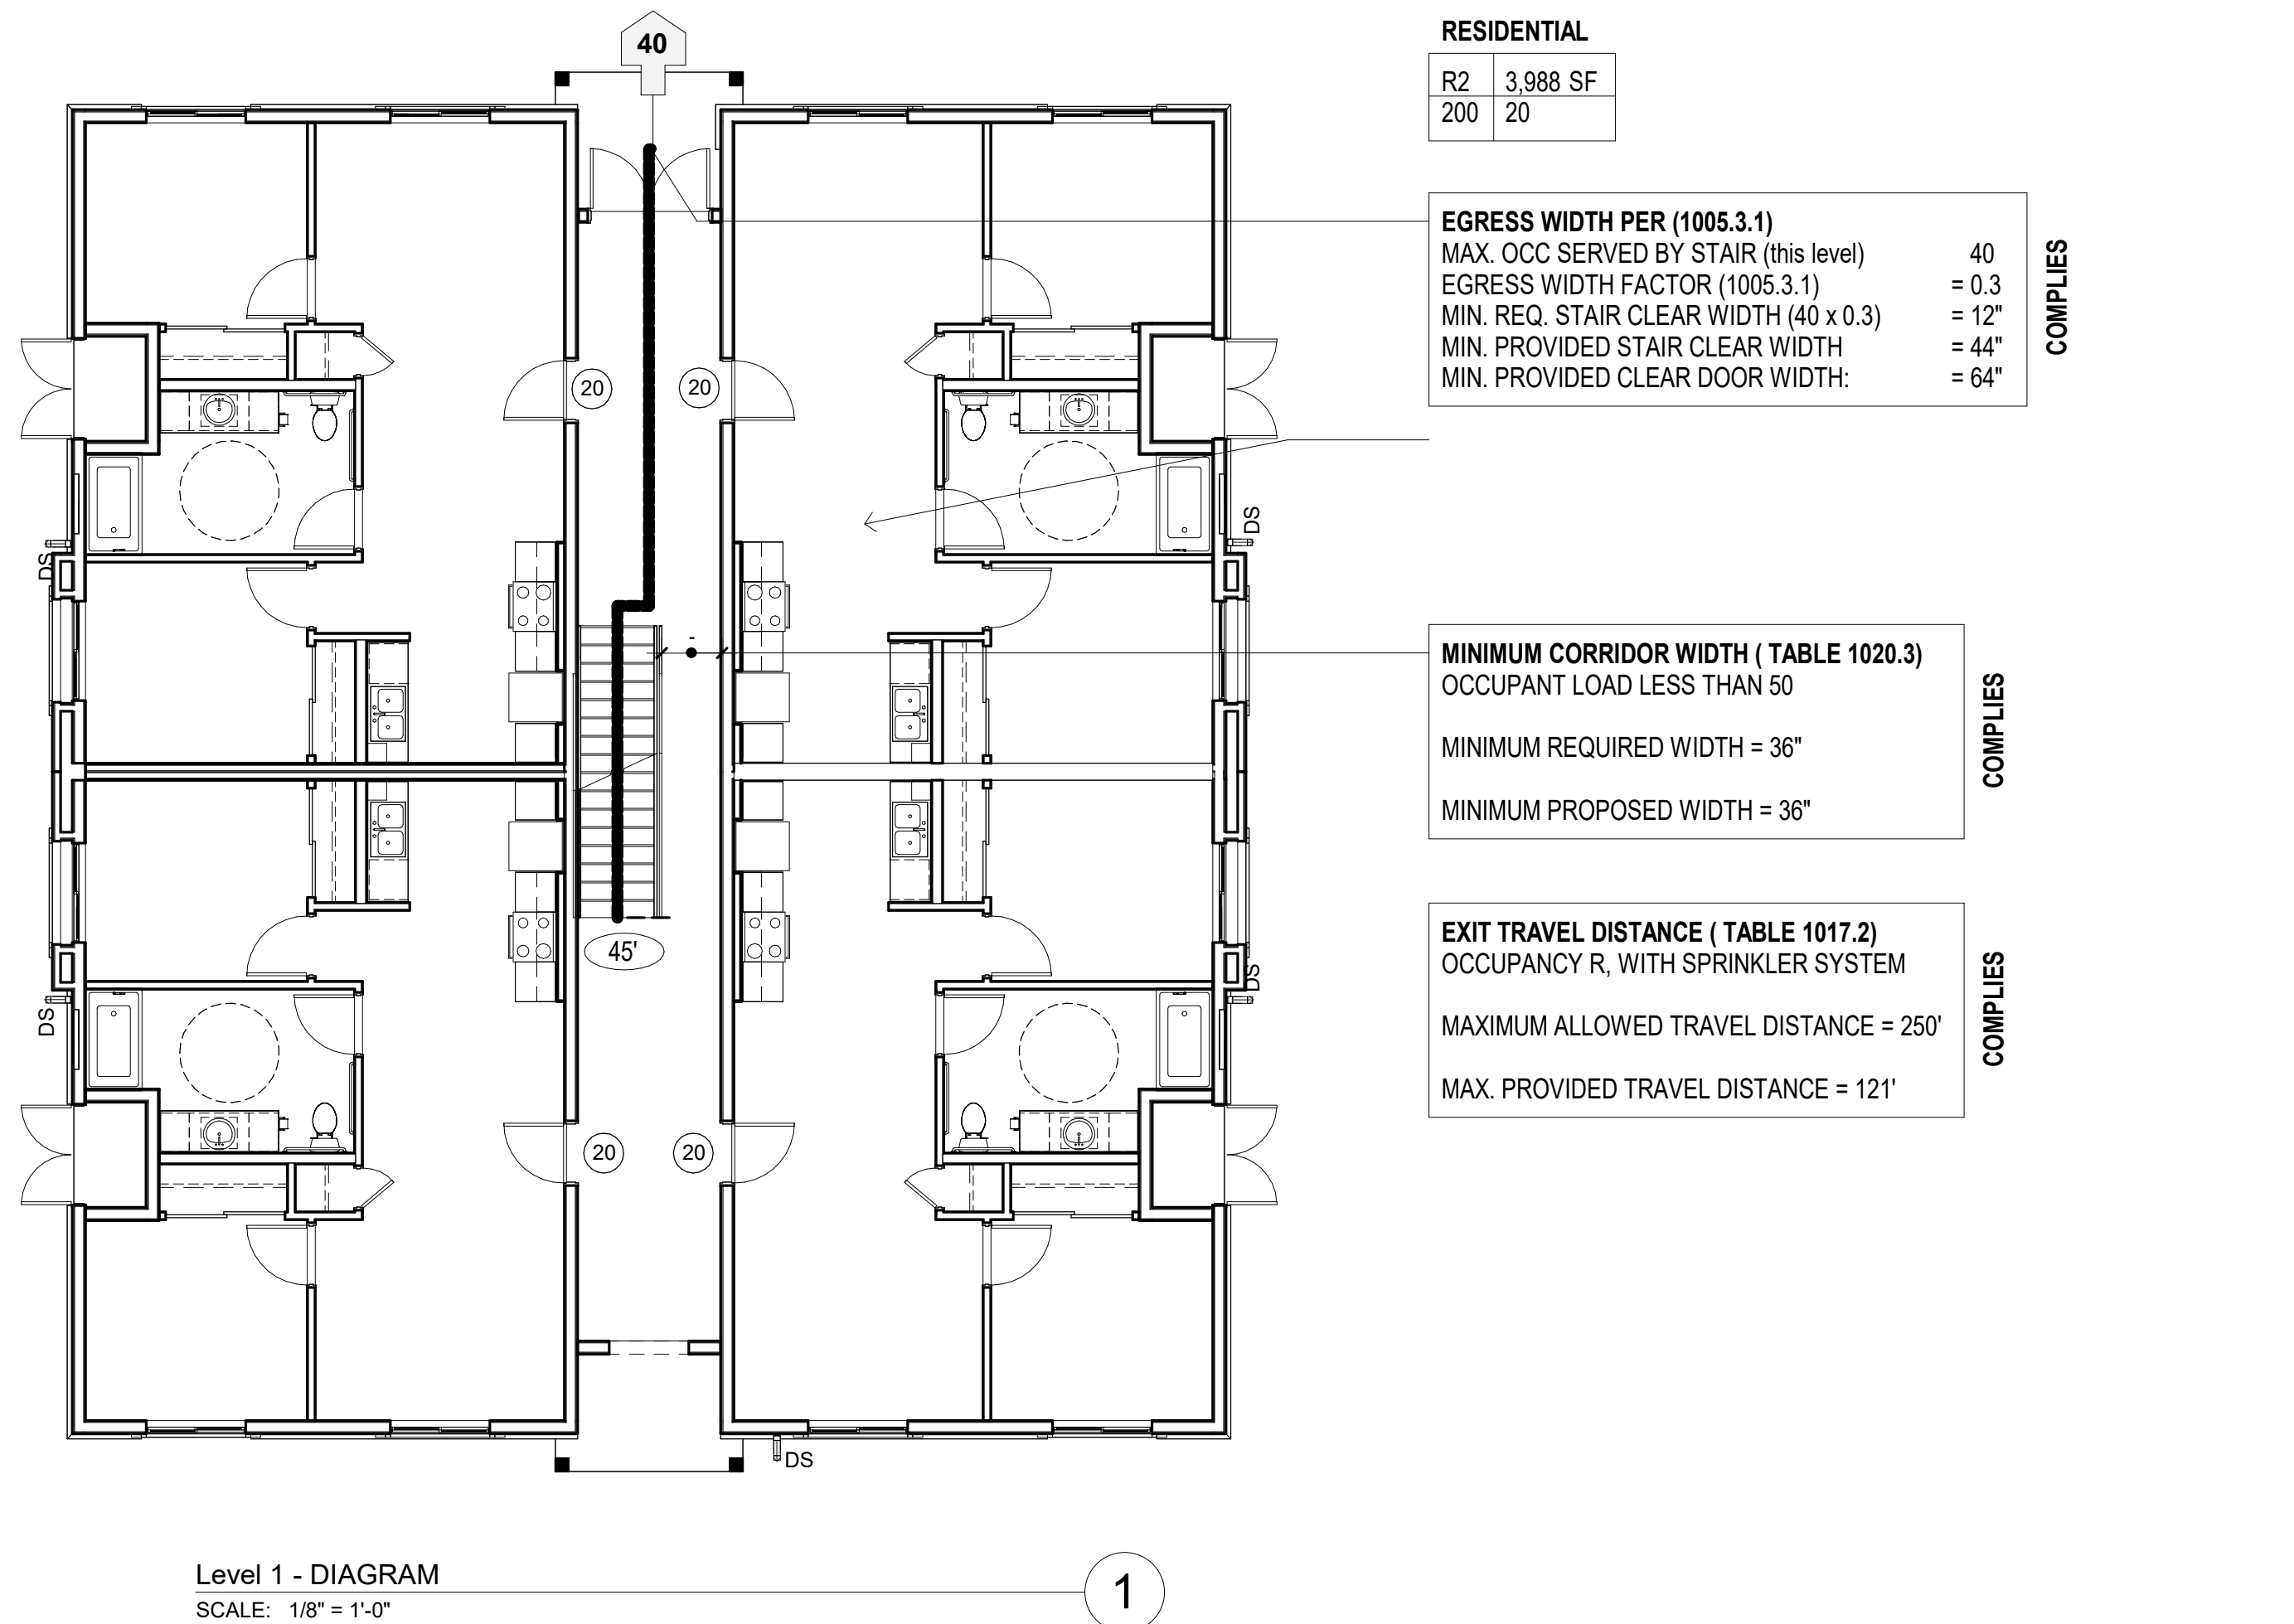 40
RESIDENTIAL
R2 3,988 SF
200 20
EGRESS WIDTH PER (1005.3.1)
MAX. OCC SERVED BY STAIR (this level) 40
EGRESS WIDTH FACTOR (1005.3.1) = 0.3
MIN. REQ. STAIR CLEAR WIDTH (40 x 0.3) = 12"
MIN. PROVIDED STAIR CLEAR WIDTH = 44"
MIN. PROVIDED CLEAR DOOR WIDTH: = 64"
COMPLIES
20 20
DS
DS
-
MINIMUM CORRIDOR WIDTH ( TABLE 1020.3)
OCCUPANT LOAD LESS THAN 50
MINIMUM REQUIRED WIDTH = 36"
MINIMUM PROPOSED WIDTH = 36"
COMPLIES
45'
EXIT TRAVEL DISTANCE ( TABLE 1017.2)
OCCUPANCY R, WITH SPRINKLER SYSTEM
MAXIMUM ALLOWED TRAVEL DISTANCE = 250'
MAX. PROVIDED TRAVEL DISTANCE = 121'
COMPLIES
DS
DS
20 20
DS
Level 1 - DIAGRAM
SCALE: 1/8" = 1'-0"
1